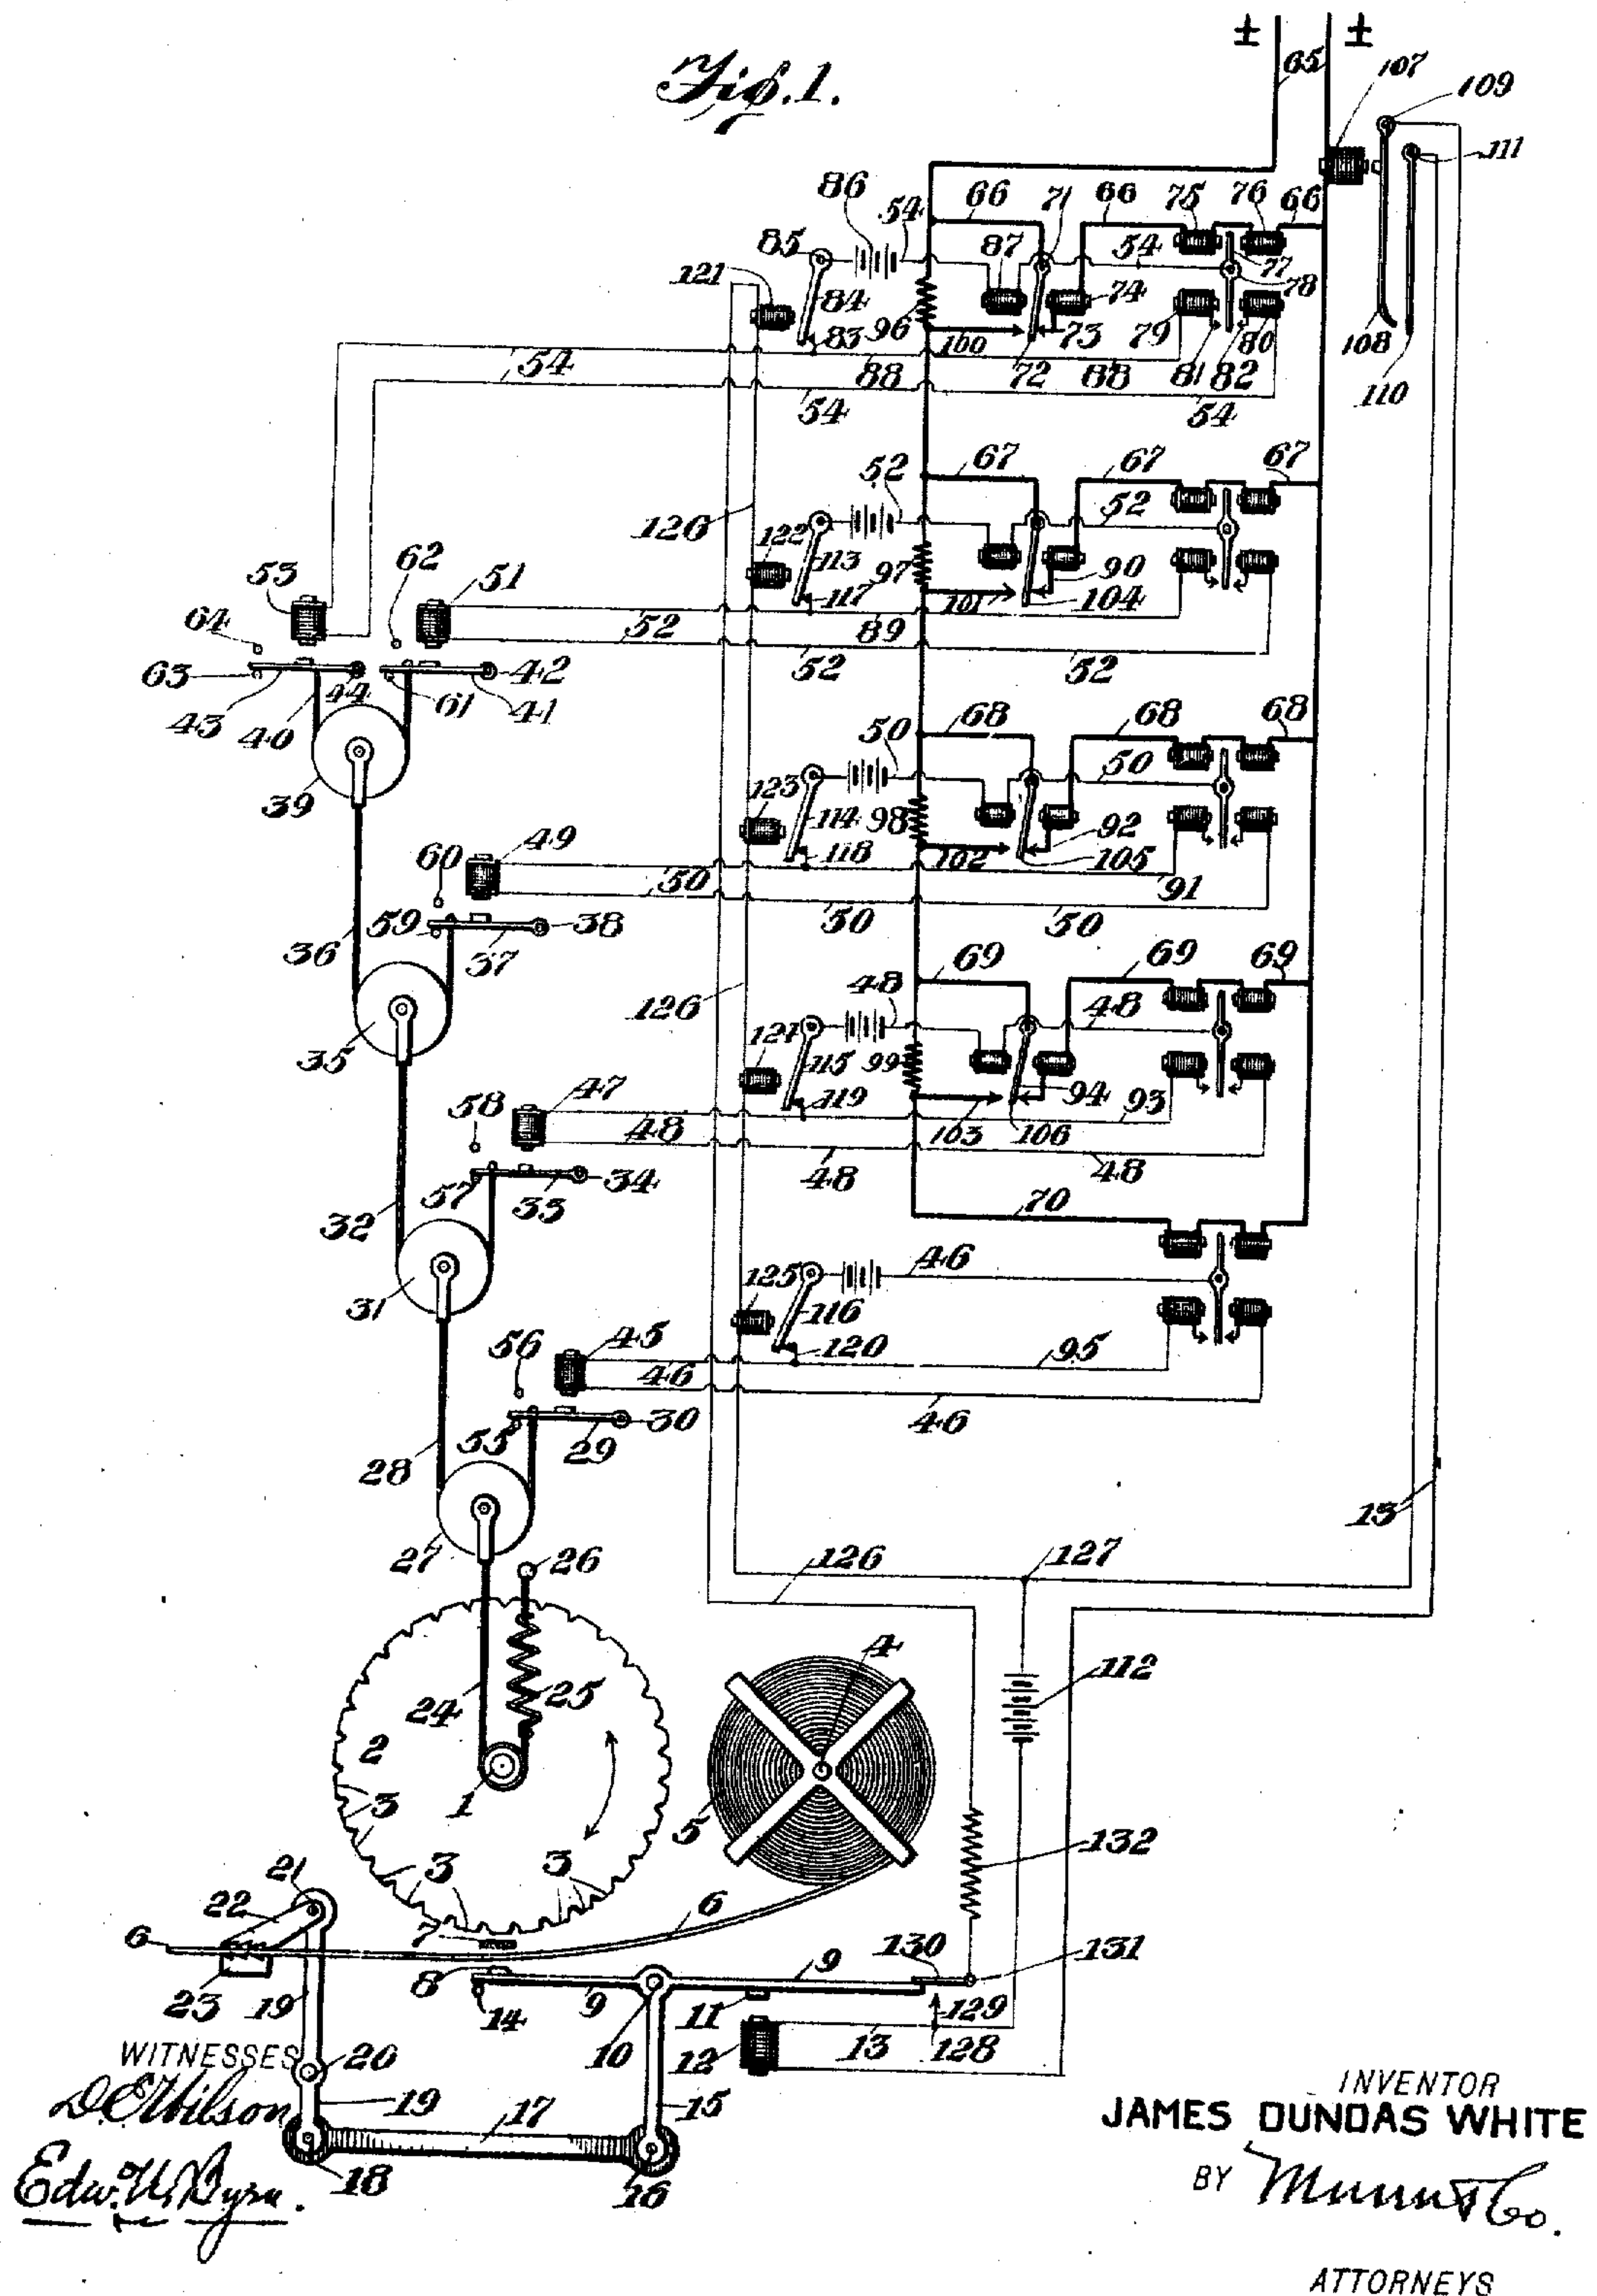 Fig. 1.
± ±
65 107
109
111
86 54 66 71 66 75 76 66
85 87 54 77
121 84 74 78
83 96 100 73 79 80 108
54 88 72 88 81 82 110
54 54
67 67 67
52 52
126 122 113 97 90
62 117 101 104
53 51 52 89
64 52 52
63 44 42
43 40 61 41
68 68 68
50 50
39 123 114 98 92
60 49 118 102 105
50 91
59 38 50 50
36 37
69 69 69
126 48 48
35 124 115 99 94
58 47 119 103 106 93
48
57 34 48 48
32 33
70
31 125 46
116
56 45 120 95
46
55 30 46
29
28
13
27 26 126 127
4
112
24 25
2
3 1 5
132
21 3 3
22 6
6 7 130 131
8 9
23 19 14 9 11 129
10 12 13 128
WITNESSES 20
D. E. Wilson 19 17 15
INVENTOR
JAMES DUNDAS WHITE
18 16
Edw. W. Byrn.
BY Munn & Co.
ATTORNEYS